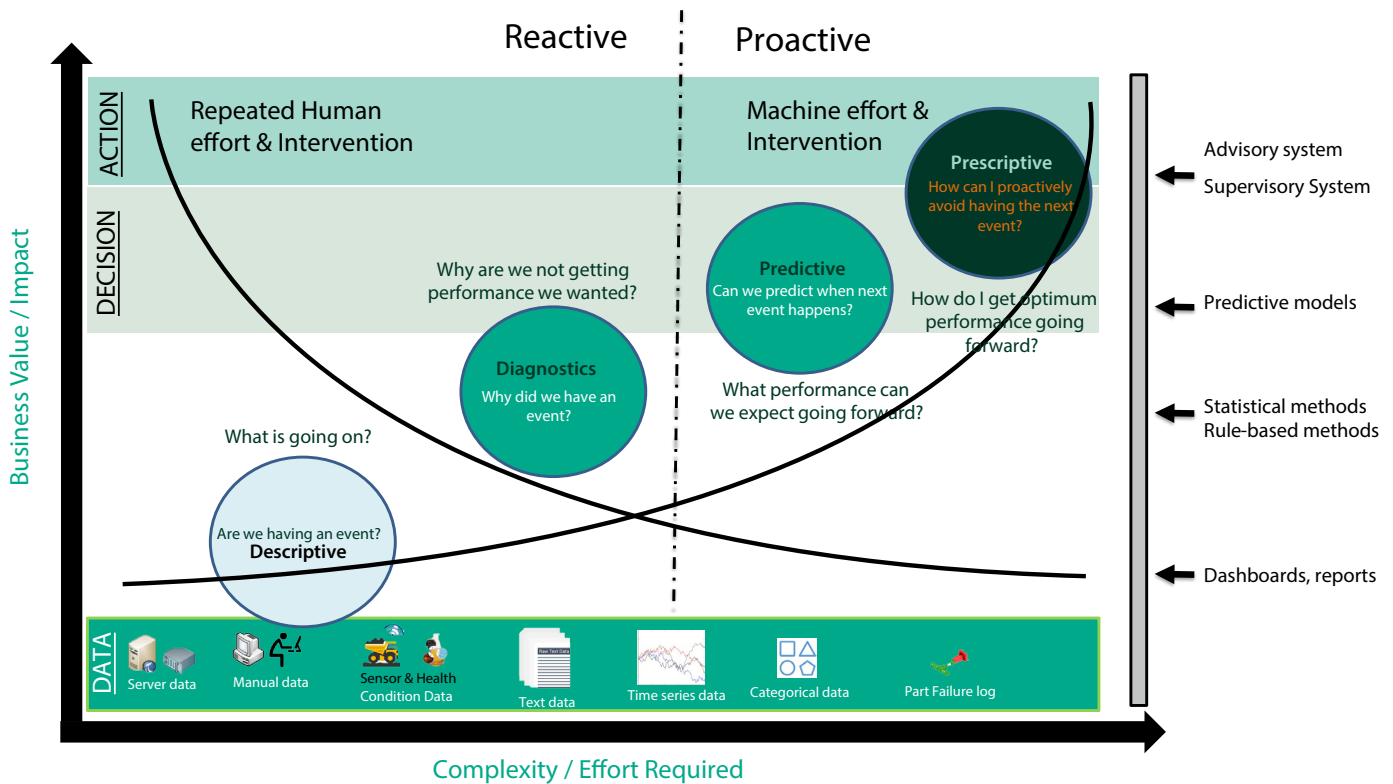 Reactive
Proactive
Business Value / Impact
ACTION
Repeated Human
effort & Intervention
Machine effort &
Intervention
Prescriptive
How can I proactively
avoid having the next
event?
DECISION
Why are we not getting
performance we wanted?
Predictive
Can we predict when next
event happens?
How do I get optimum
performance going
forward?
Diagnostics
Why did we have an
event?
What performance can
we expect going forward?
What is going on?
Are we having an event?
Descriptive
DATA
Server data
Manual data
Sensor & Health
Condition Data
Raw Text Data
Text data
Time series data
Categorical data
Part Failure log
Advisory system
Supervisory System
Predictive models
Statistical methods
Rule-based methods
Dashboards, reports
Complexity / Effort Required